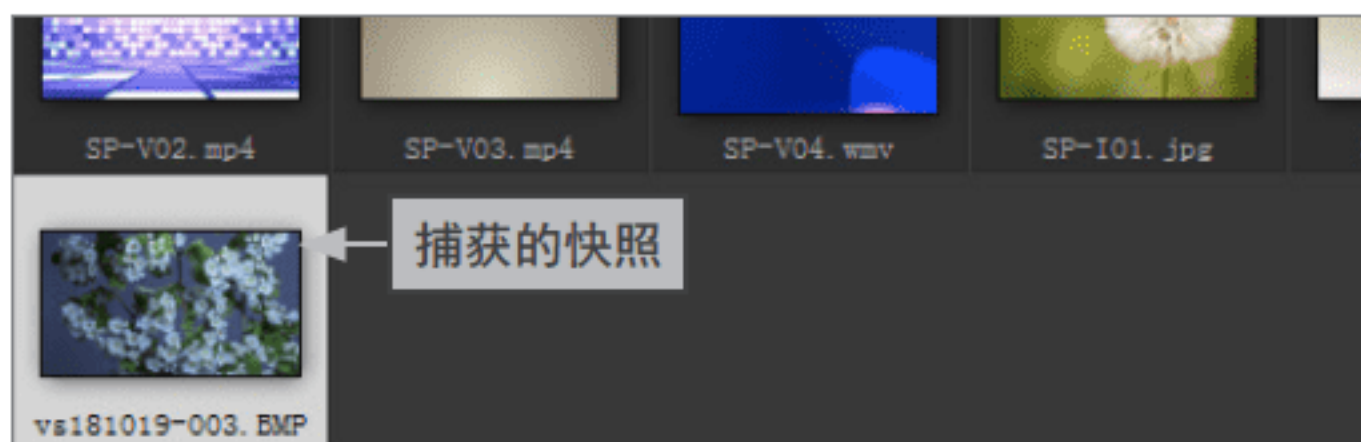 SP-V02.mp4
SP-V03.mp4
SP-V04.wmv
SP-I01.jpg
捕获的快照
vs181019-003.BMP